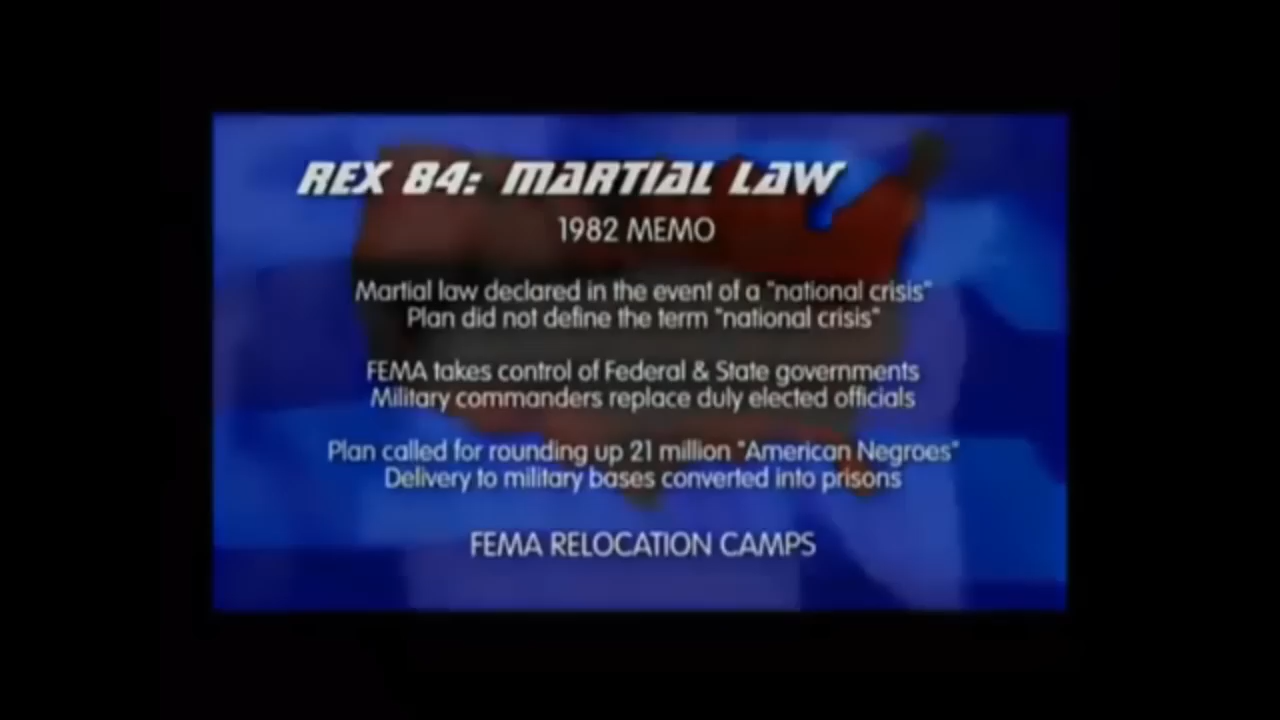 REX 84: MARTIAL LAW
1982 MEMO
Martial law declared in the event of a "national crisis"
Plan did not define the term "national crisis"
FEMA takes control of Federal & State governments
Military commanders replace duly elected officials
Plan called for rounding up 21 million "American Negroes"
Delivery to military bases converted into prisons
FEMA RELOCATION CAMPS